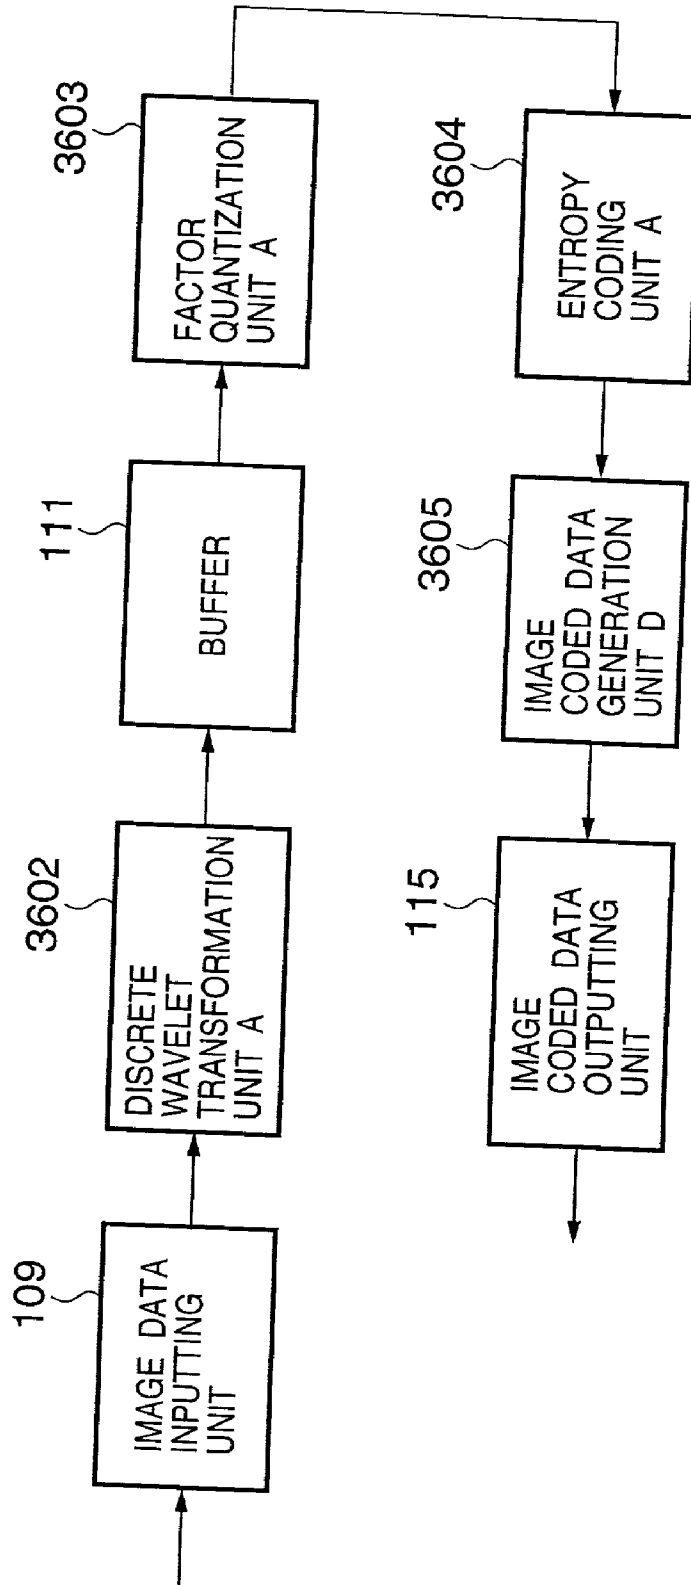 109
IMAGE DATA
INPUTTING
UNIT
3602
DISCRETE
WAVELET
TRANSFORMATION
UNIT A
111
BUFFER
3603
FACTOR
QUANTIZATION
UNIT A
3604
ENTROPY
CODING
UNIT A
3605
IMAGE
CODED DATA
GENERATION
UNIT D
115
IMAGE
CODED DATA
OUTPUTTING
UNIT